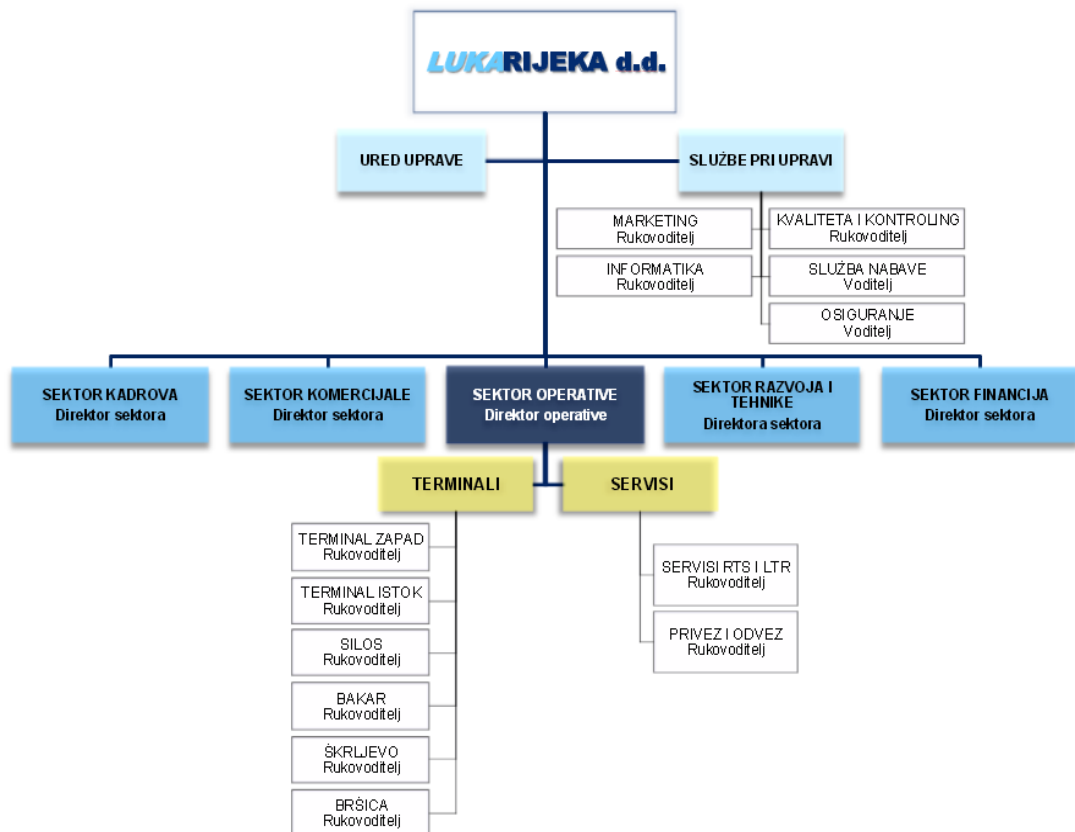 LUKARIJEKA d.d.
URED UPRAVE
SLUŽBE PRI UPRAVI
MARKETING
Rukovoditelj
KVALITETA I KONTROLING
Rukovoditelj
INFORMATIKA
Rukovoditelj
SLUŽBA NABAVE
Voditelj
OSIGURANJE
Voditelj
SEKTOR KADROVA
Direktor sektora
SEKTOR KOMERCIJALE
Direktor sektora
SEKTOR OPERATIVE
Direktor operative
SEKTOR RAZVOJA I
TEHNIKE
Direktora sektora
SEKTOR FINANCIJA
Direktor sektora
TERMINALI
SERVISI
TERMINAL ZAPAD
Rukovoditelj
TERMINAL ISTOK
Rukovoditelj
SILOS
Rukovoditelj
BAKAR
Rukovoditelj
ŠKRLJEVO
Rukovoditelj
BRŠICA
Rukovoditelj
SERVISI RTS I LTR
Rukovoditelj
PRIVEZ I ODVEZ
Rukovoditelj